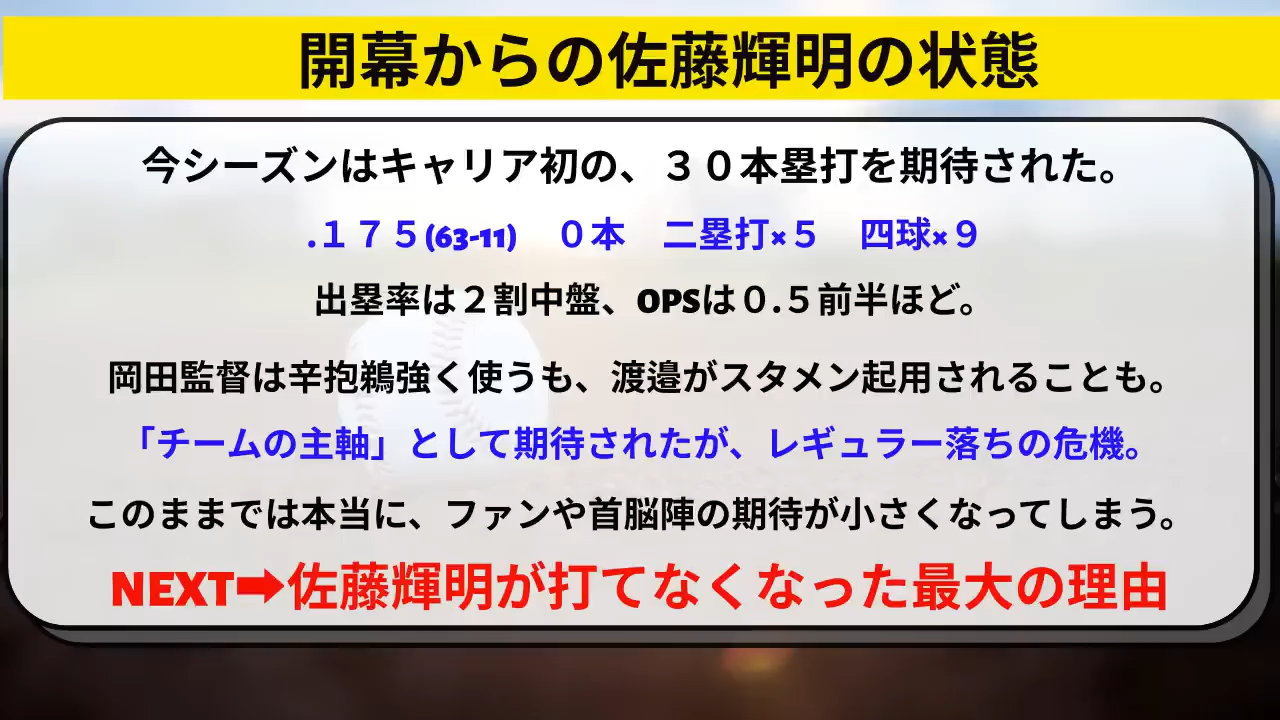 開幕からの佐藤輝明の状態
今シーズンはキャリア初の、３０本塁打を期待された。
.１７５(63-11)　０本　二塁打×５　四球×９
出塁率は２割中盤、OPSは０.５前半ほど。
岡田監督は辛抱鵜強く使うも、渡邉がスタメン起用されることも。
「チームの主軸」として期待されたが、レギュラー落ちの危機。
このままでは本当に、ファンや首脳陣の期待が小さくなってしまう。
NEXT➡佐藤輝明が打てなくなった最大の理由